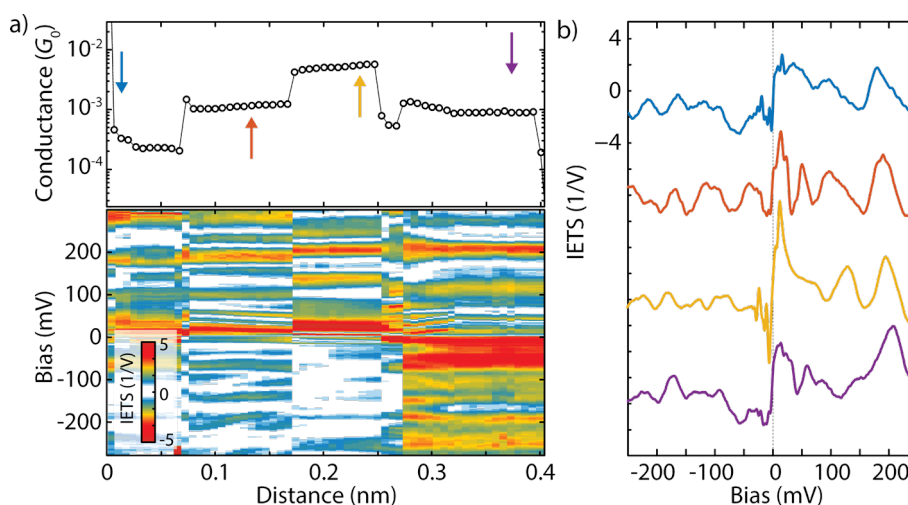 a)
Conductance (G0)
10-2
10-3
10-4
Bias (mV)
200
100
0
-100
-200
IETS (1/V)
5
0
-5
0 0.1 0.2 0.3 0.4
Distance (nm)
b)
IETS (1/V)
4
0
-4
-200 -100 0 100 200
Bias (mV)